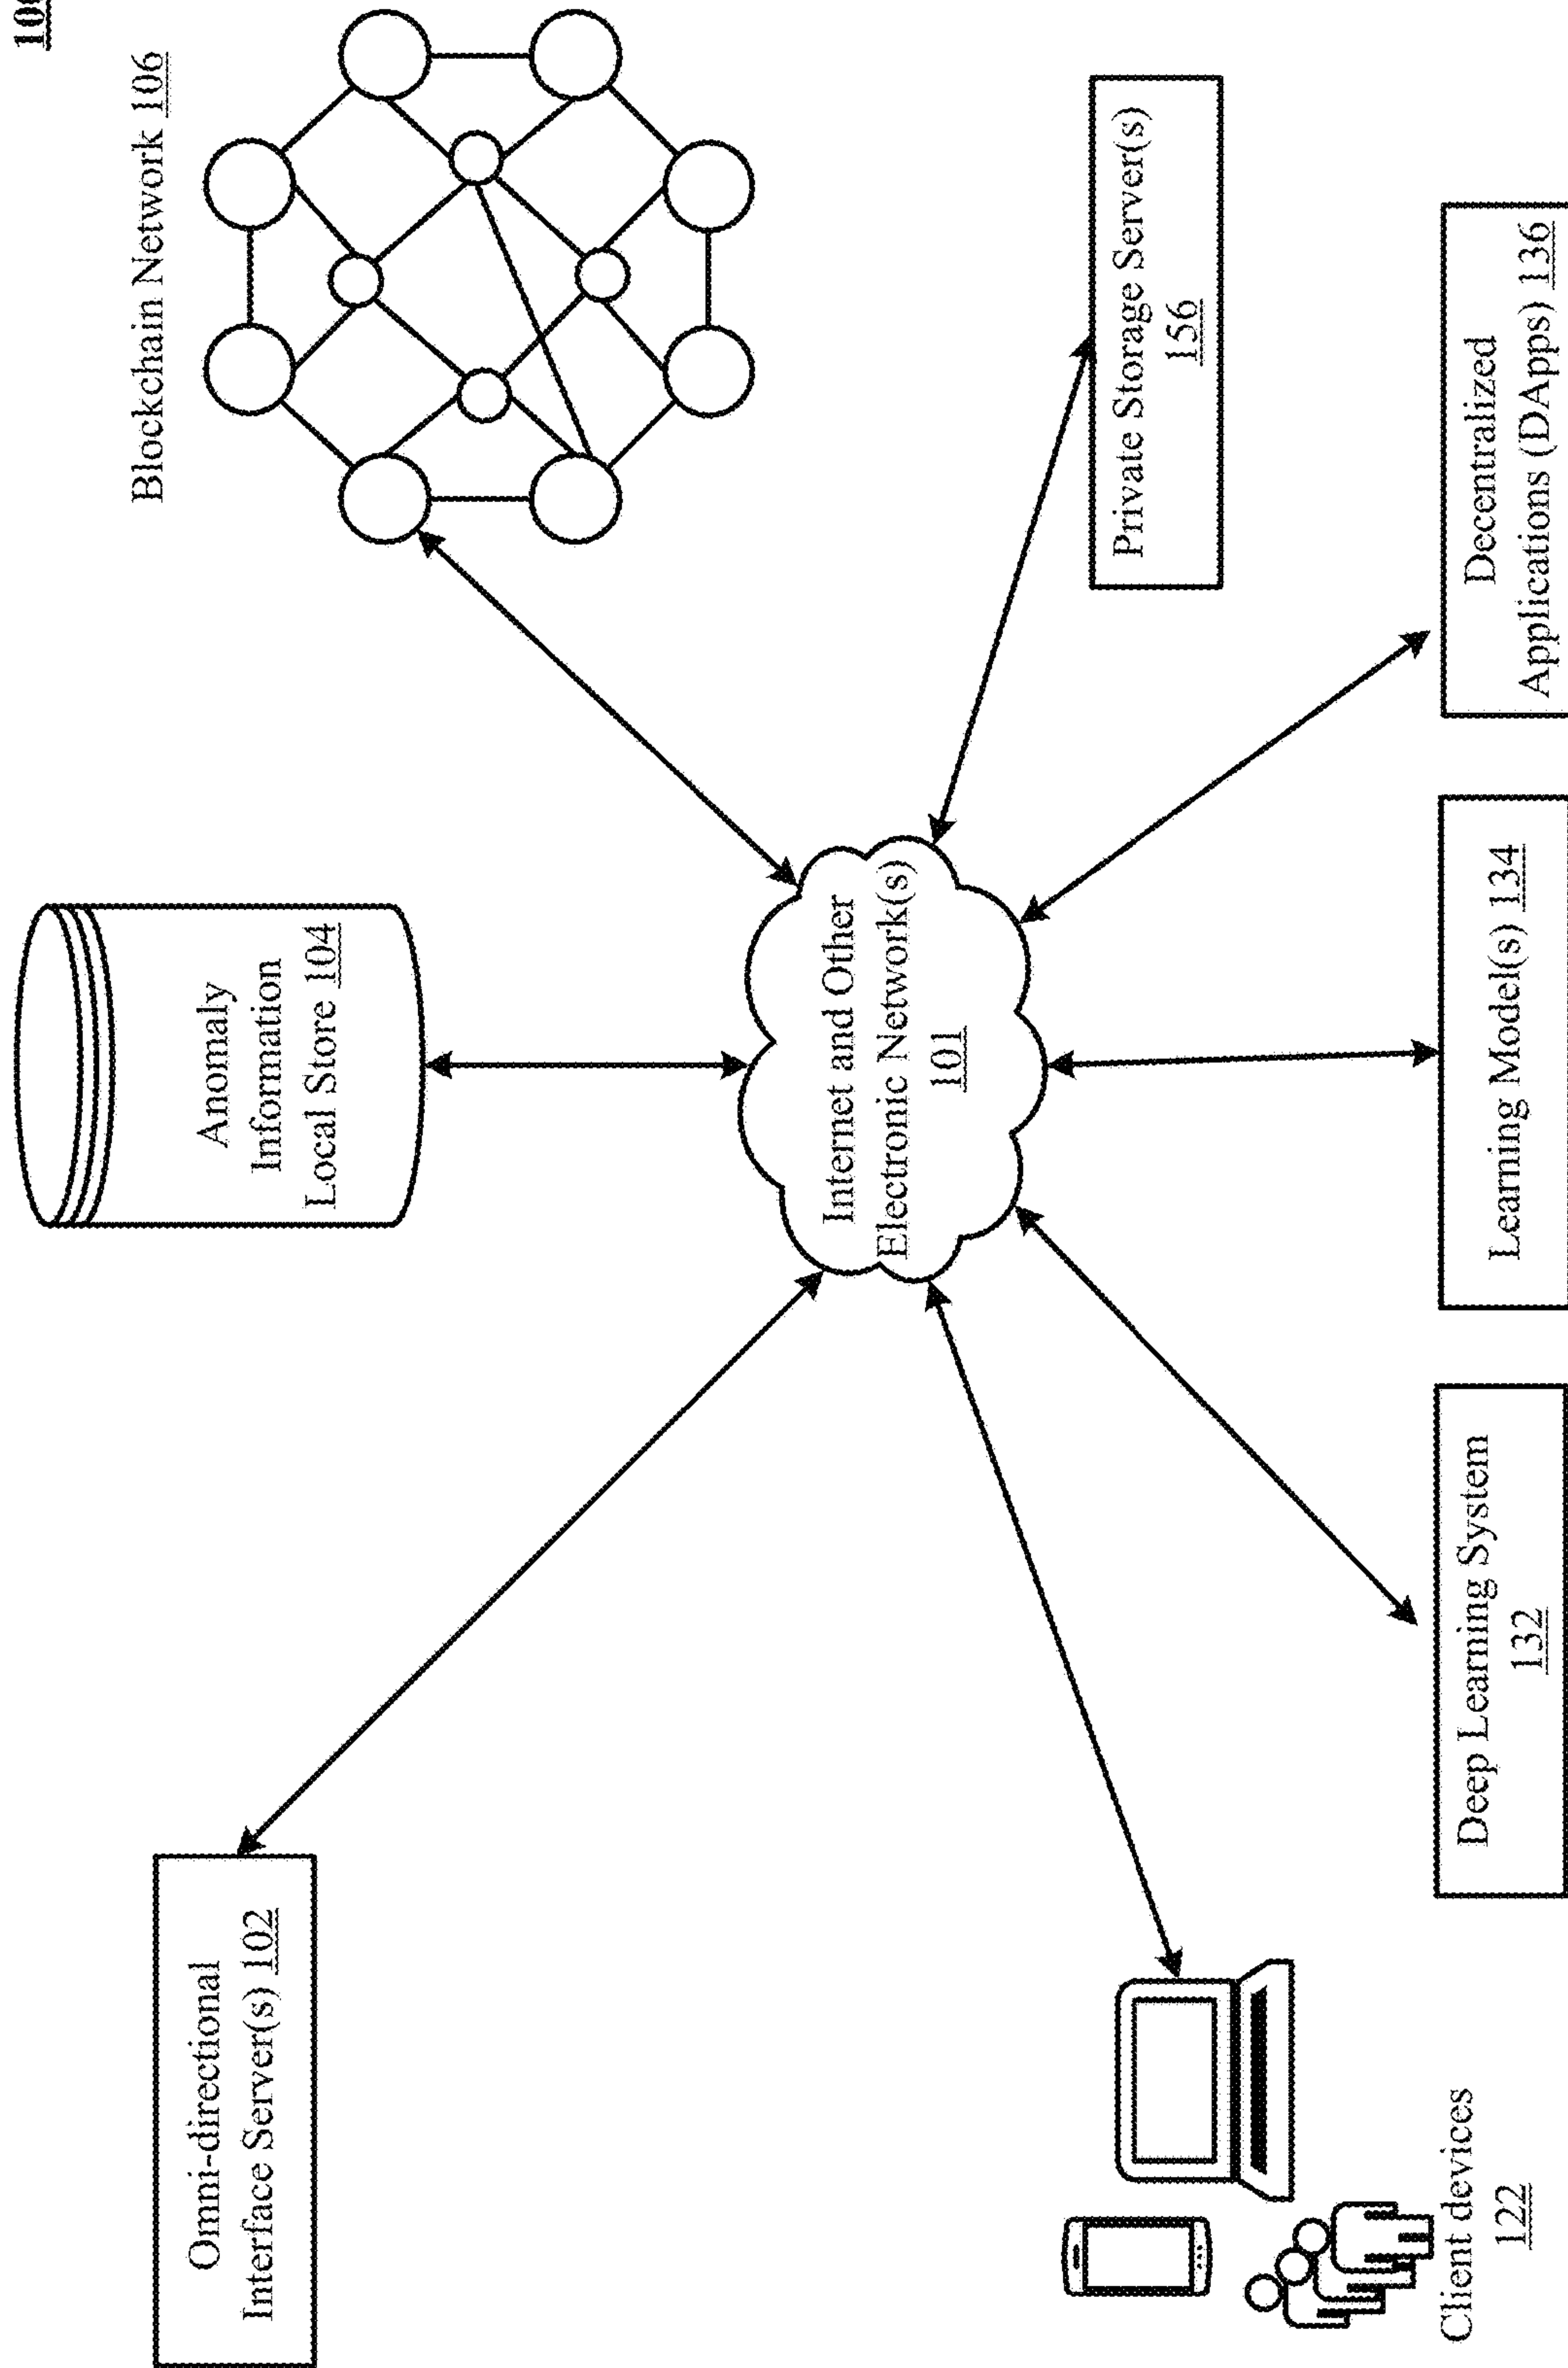 Blockchain Network 106
Omni-directional
Interface Server(s) 102
Anomaly
Information
Local Store 104
Internet and Other
Electronic Network(s)
101
Private Storage Server(s)
156
Client devices
122
Deep Learning System
132
Learning Model(s) 134
Decentralized
Applications (DApps) 136